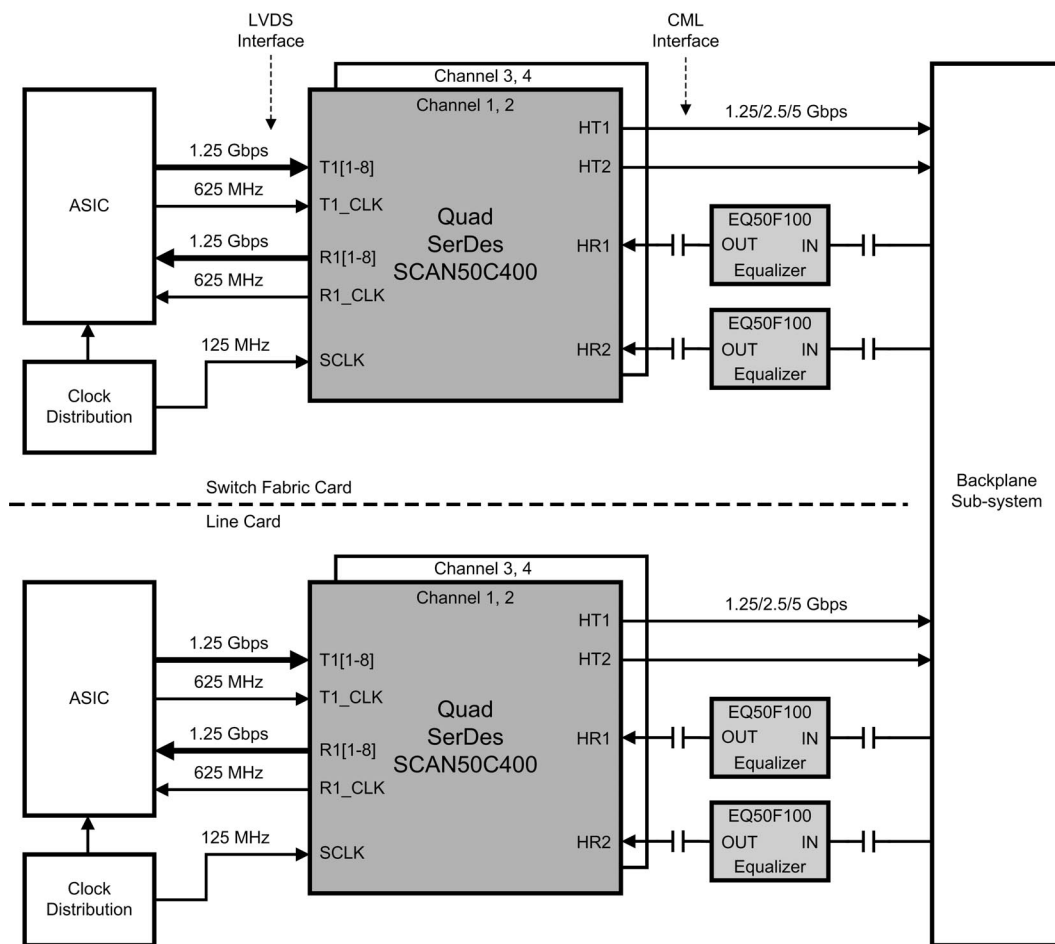 LVDS
Interface
CML
Interface
Channel 3, 4
Channel 1, 2
1.25/2.5/5 Gbps
HT1
1.25 Gbps
T1[1-8]
HT2
625 MHz
ASIC
T1_CLK
Quad
SerDes
SCAN50C400
EQ50F100
OUT IN
Equalizer
1.25 Gbps
R1[1-8]
HR1
625 MHz
R1_CLK
EQ50F100
OUT IN
Equalizer
125 MHz
SCLK
HR2
Clock
Distribution
Switch Fabric Card
Line Card
Backplane
Sub-system
Channel 3, 4
Channel 1, 2
1.25/2.5/5 Gbps
HT1
1.25 Gbps
T1[1-8]
HT2
625 MHz
ASIC
T1_CLK
Quad
SerDes
SCAN50C400
EQ50F100
OUT IN
Equalizer
1.25 Gbps
R1[1-8]
HR1
625 MHz
R1_CLK
EQ50F100
OUT IN
Equalizer
125 MHz
SCLK
HR2
Clock
Distribution